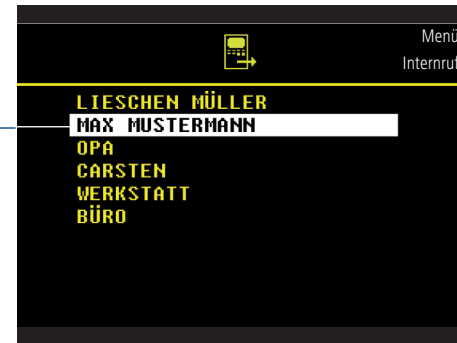 Menü
Internruf
LIESCHEN MÜLLER
MAX MUSTERMANN
OPA
CARSTEN
WERKSTATT
BÜRO